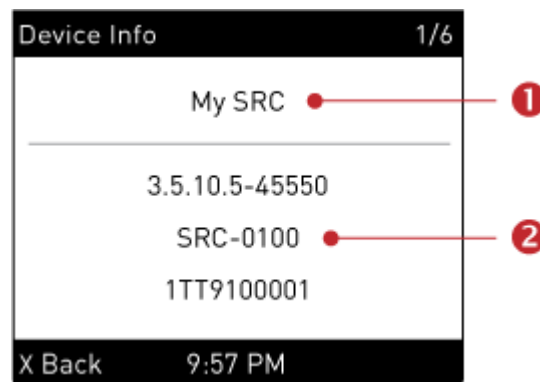 Device Info 1/6
My SRC 1
3.5.10.5-45550
SRC-0100 2
1TT9100001
X Back 9:57 PM